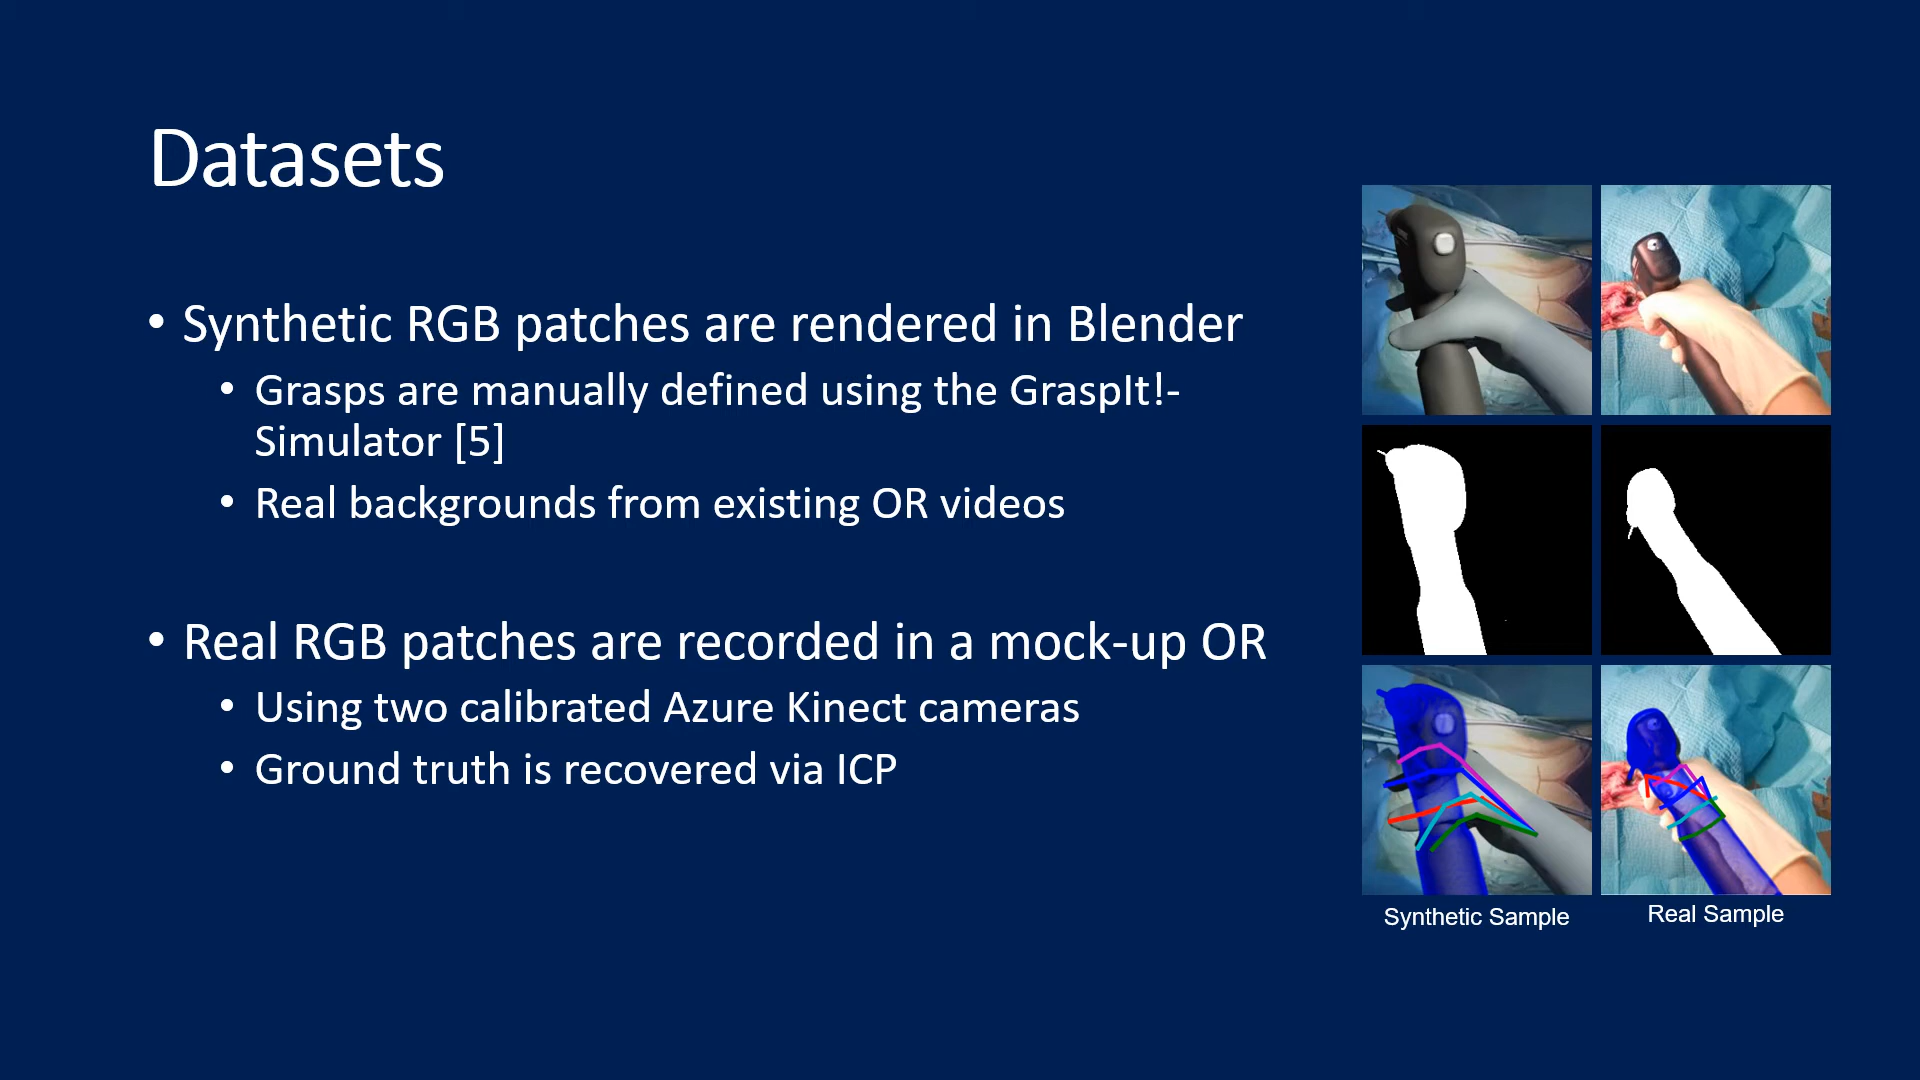 Datasets
• Synthetic RGB patches are rendered in Blender
• Grasps are manually defined using the GraspIt!-
Simulator [5]
• Real backgrounds from existing OR videos
• Real RGB patches are recorded in a mock-up OR
• Using two calibrated Azure Kinect cameras
• Ground truth is recovered via ICP
Synthetic Sample
Real Sample